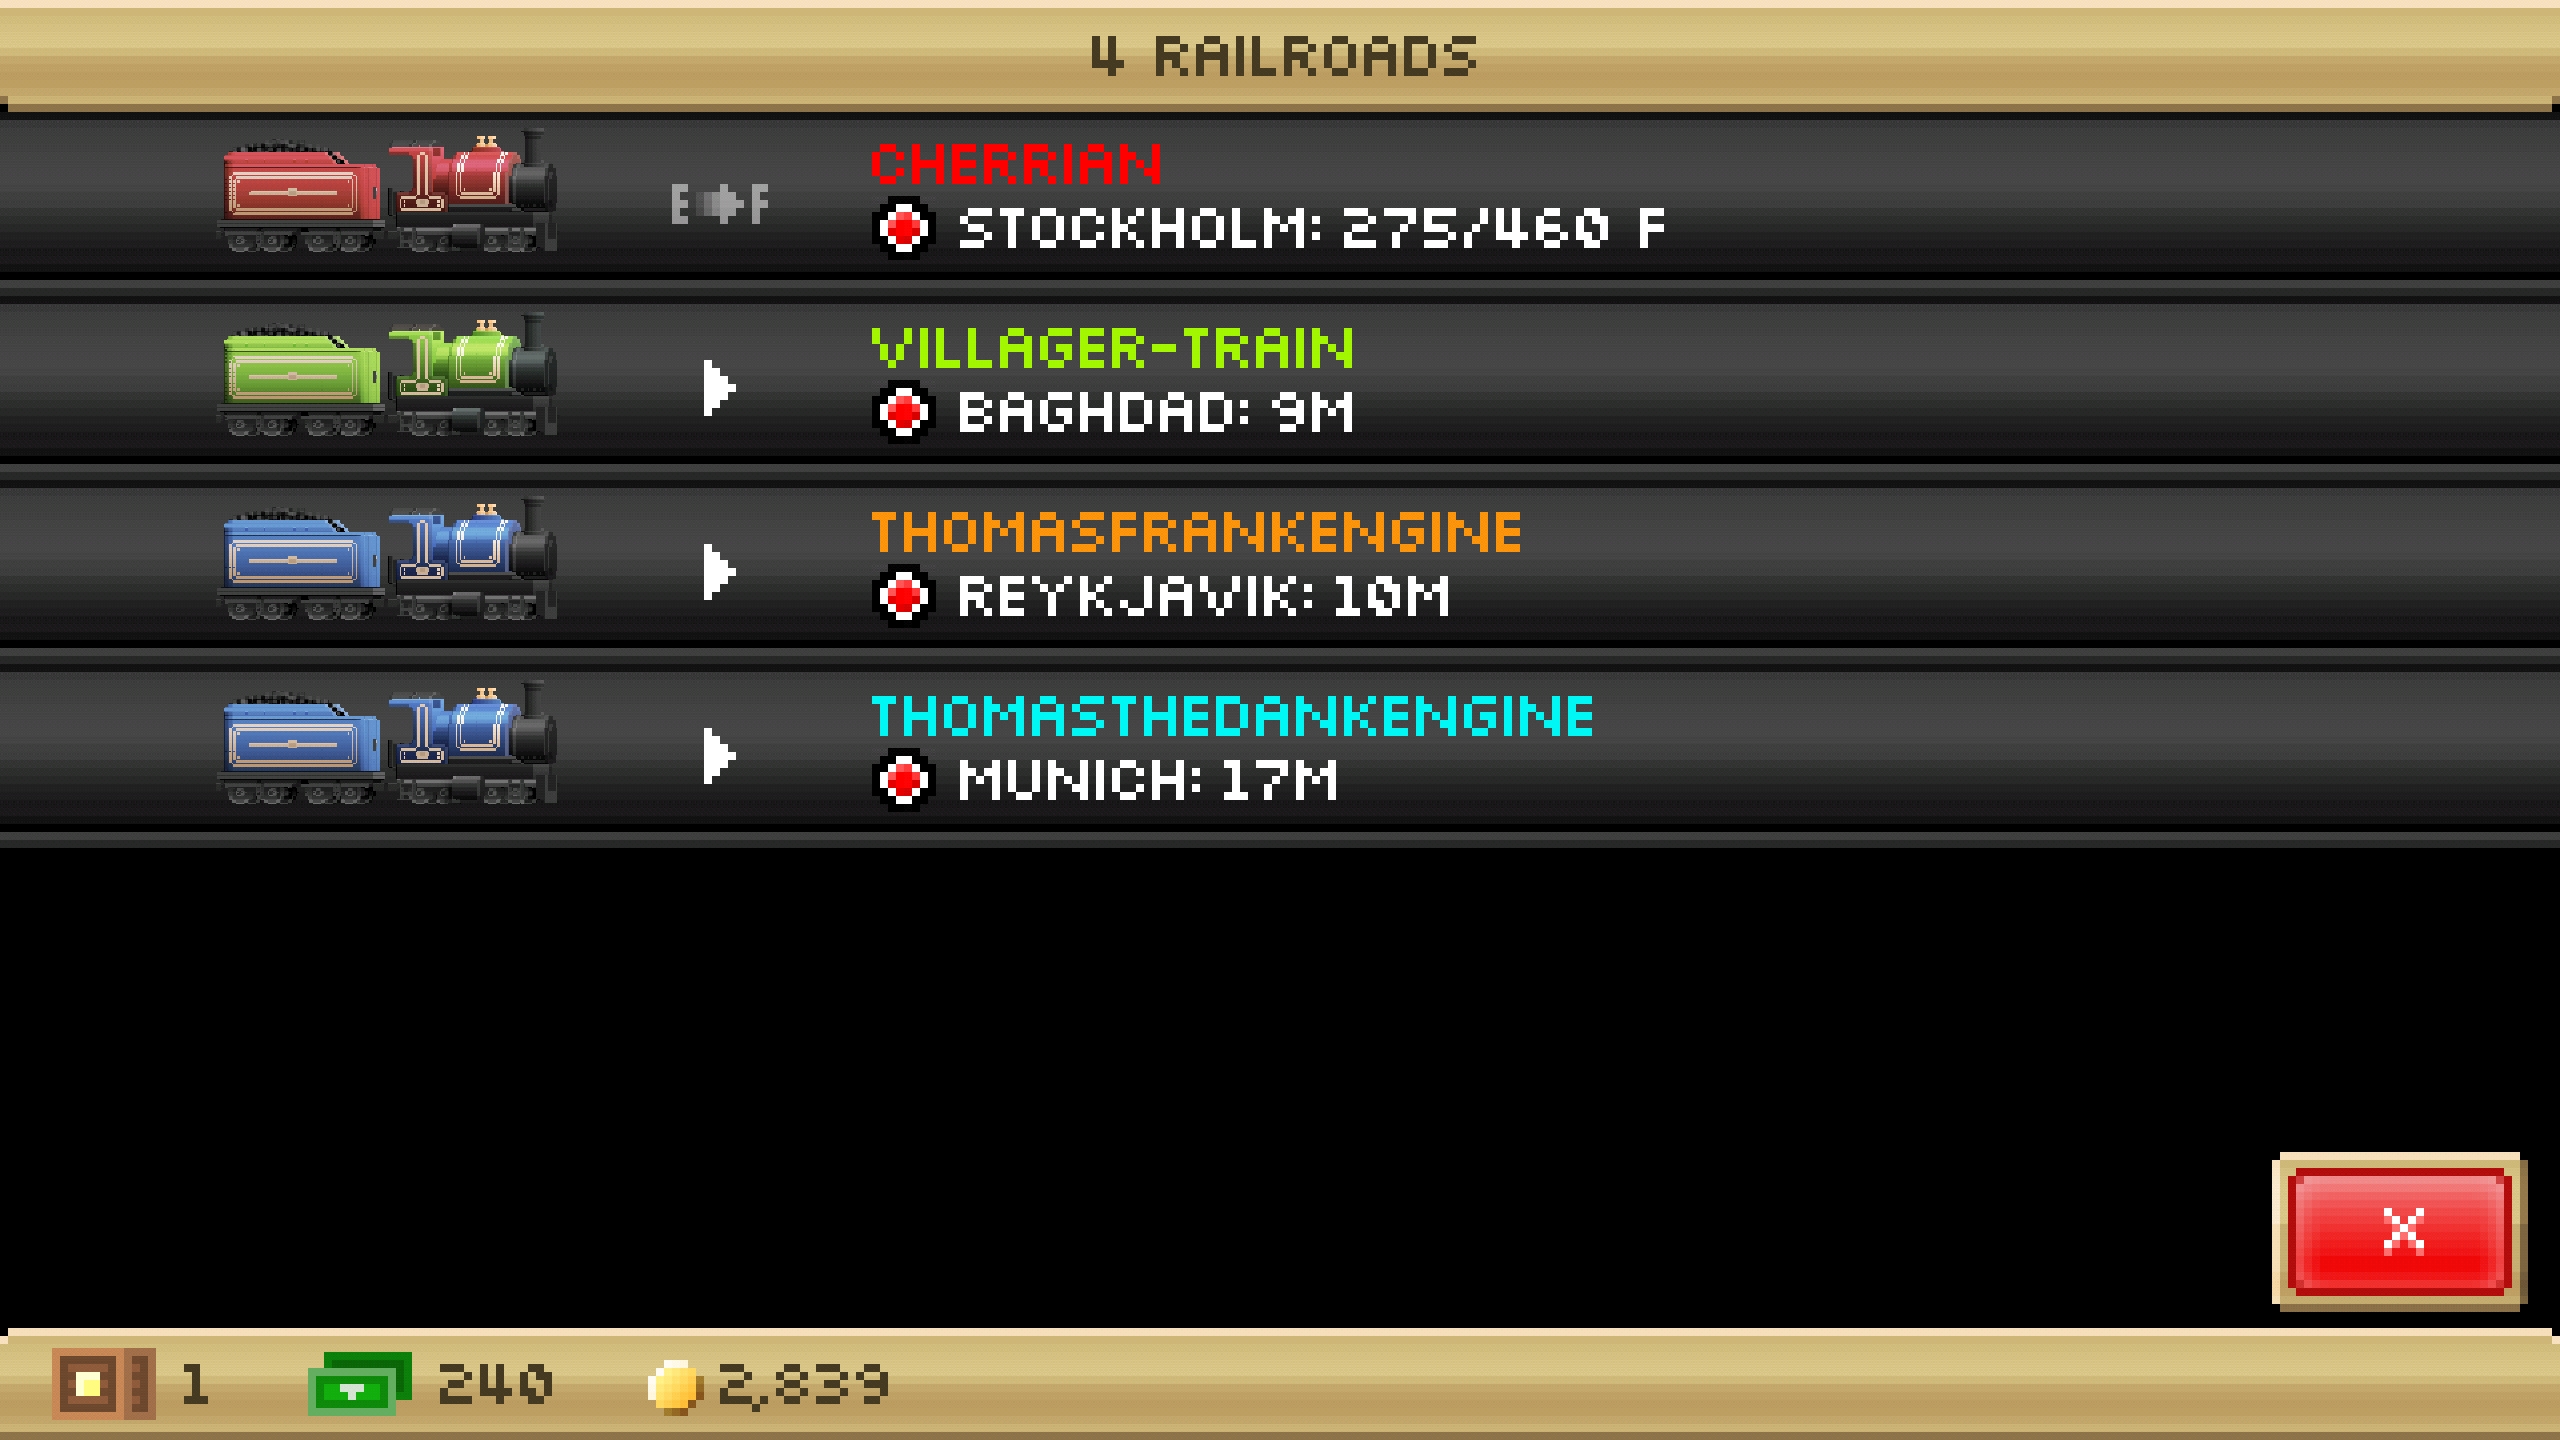 4 RAILROADS
CHERRIAN
E F
STOCKHOLM: 275/460 F
VILLAGER-TRAIN
BAGHDAD: 9M
THOMASFRANKENGINE
REYKJAVIK: 10M
THOMASTHEDANKENGINE
MUNICH: 17M
X
1 240 2,839